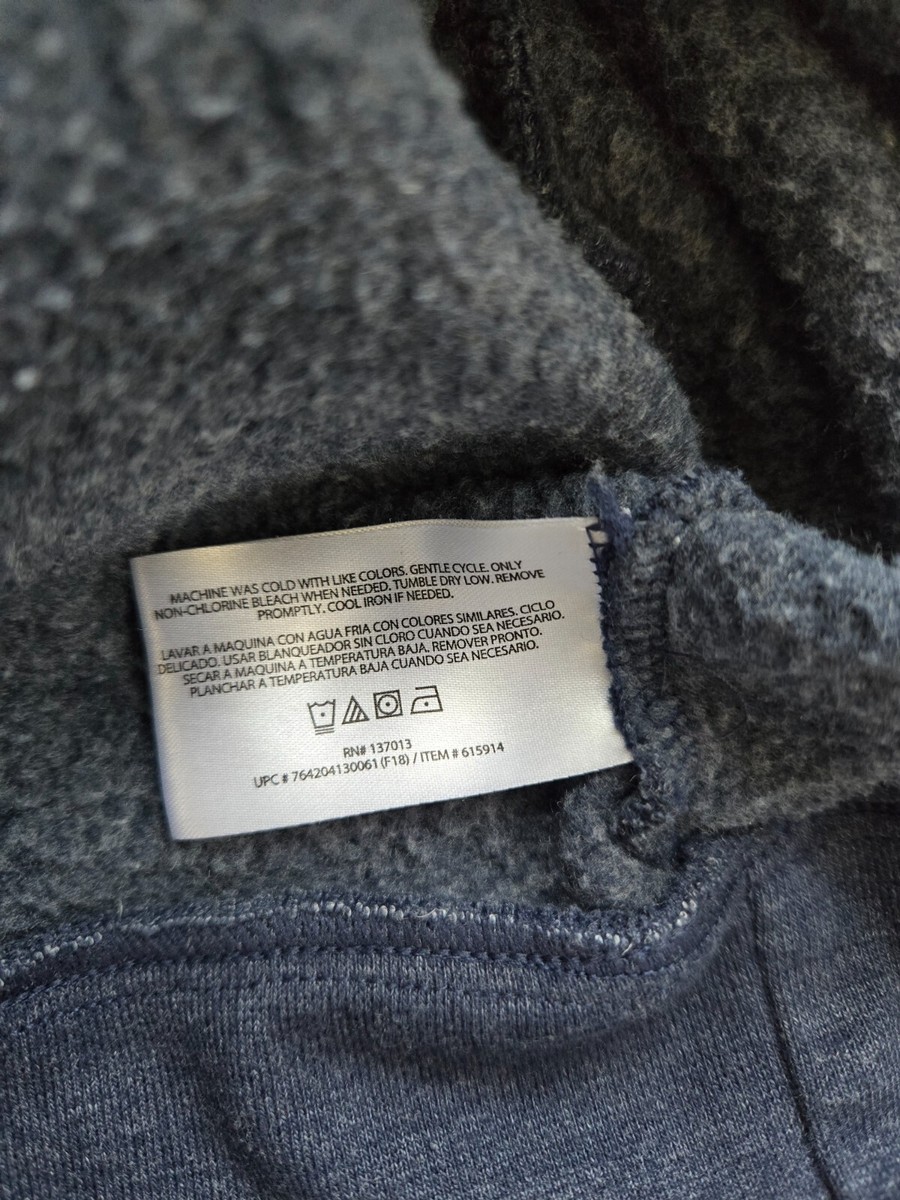 MACHINE WAS COLD WITH LIKE COLORS. GENTLE CYCLE. ONLY
NON-CHLORINE BLEACH WHEN NEEDED. TUMBLE DRY LOW. REMOVE
PROMPTLY. COOL IRON IF NEEDED.
LAVAR A MAQUINA CON AGUA FRIA CON COLORES SIMILARES. CICLO
DELICADO. USAR BLANQUEADOR SIN CLORO CUANDO SEA NECESARIO.
SECAR A MAQUINA A TEMPERATURA BAJA. REMOVER PRONTO.
PLANCHAR A TEMPERATURA BAJA CUANDO SEA NECESARIO.
RN# 137013
UPC # 764204130061 (F18) / ITEM # 615914